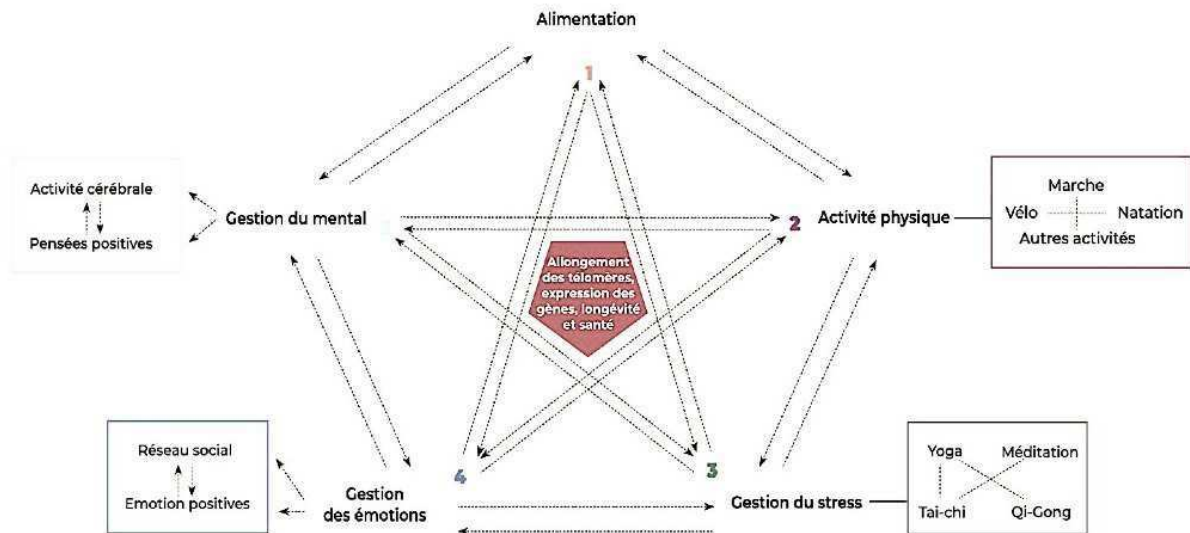 Alimentation
1
Activité cérébrale
Pensées positives
Gestion du mental
2
Activité physique
Marche
Vélo
Natation
Autres activités
Allongement
des télomères,
expression des
gènes, longévité
et santé
Réseau social
Emotion positives
Gestion
des émotions
4
3
Gestion du stress
Yoga
Méditation
Tai-chi
Qi-Gong